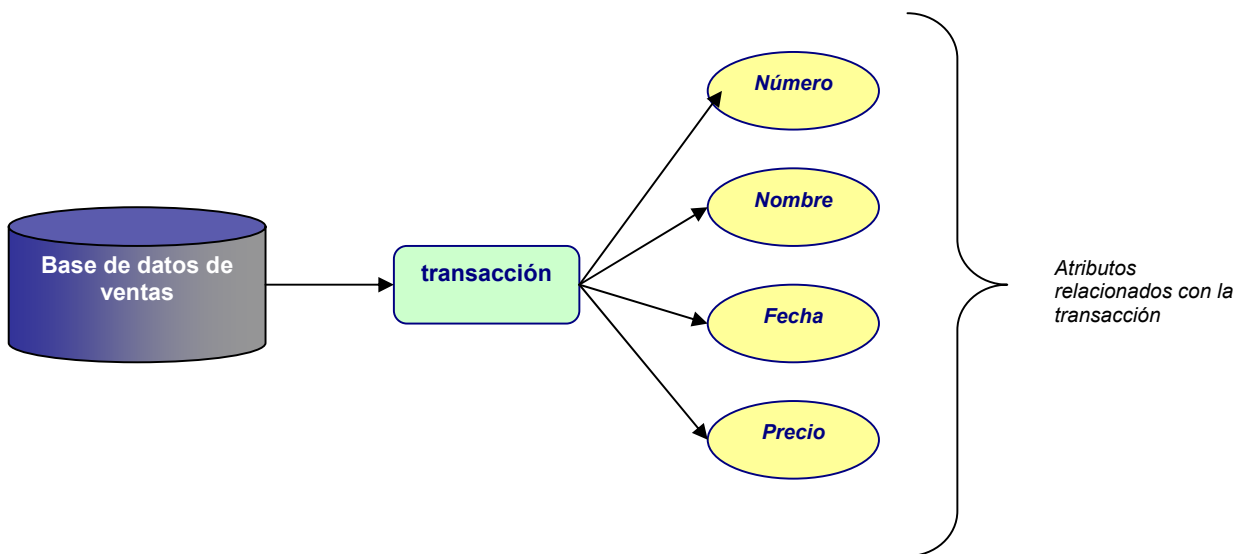 Número
Nombre
Base de datos de
ventas
transacción
Fecha
Precio
Atributos
relacionados con la
transacción